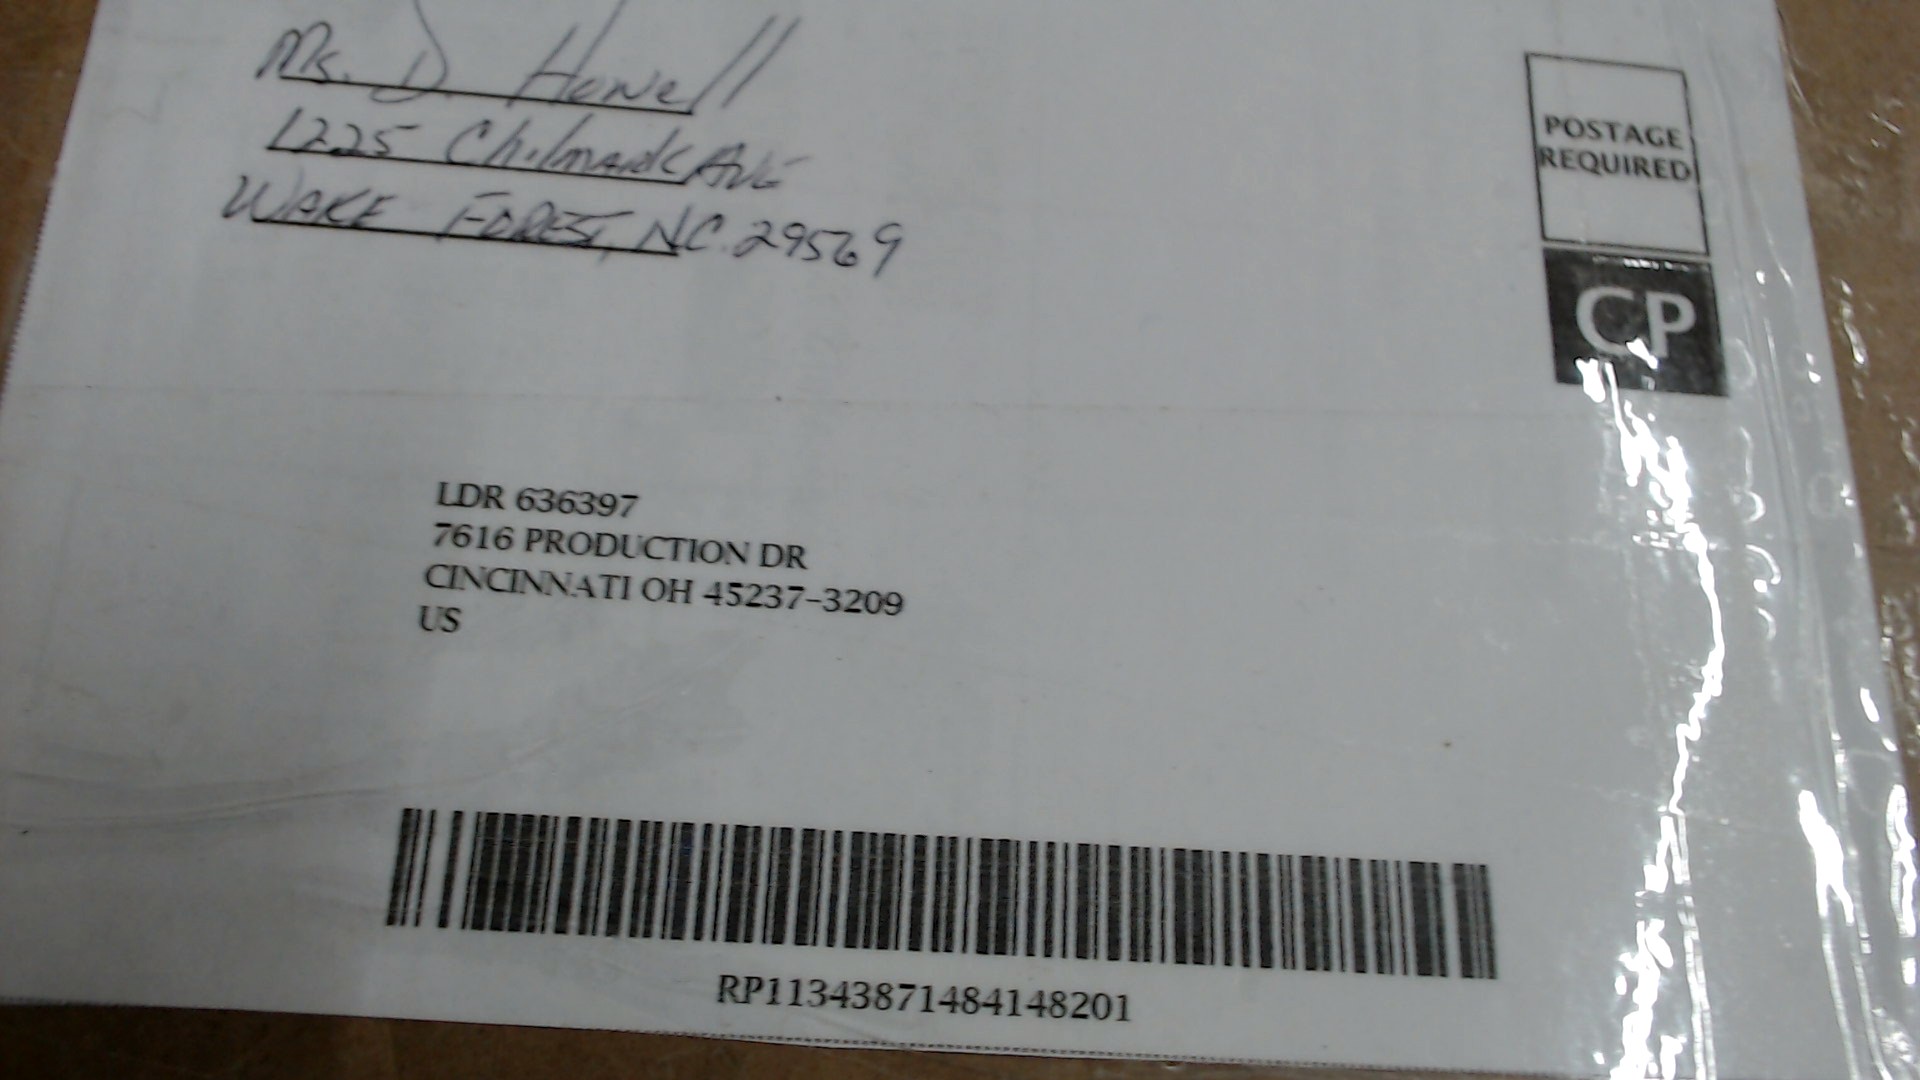 Ms. D. Howell
1225 Chilmark Ave
WAKE FOREST, NC. 29569
POSTAGE
REQUIRED
CP
LDR 636397
7616 PRODUCTION DR
CINCINNATI OH 45237-3209
US
RP11343871484148201